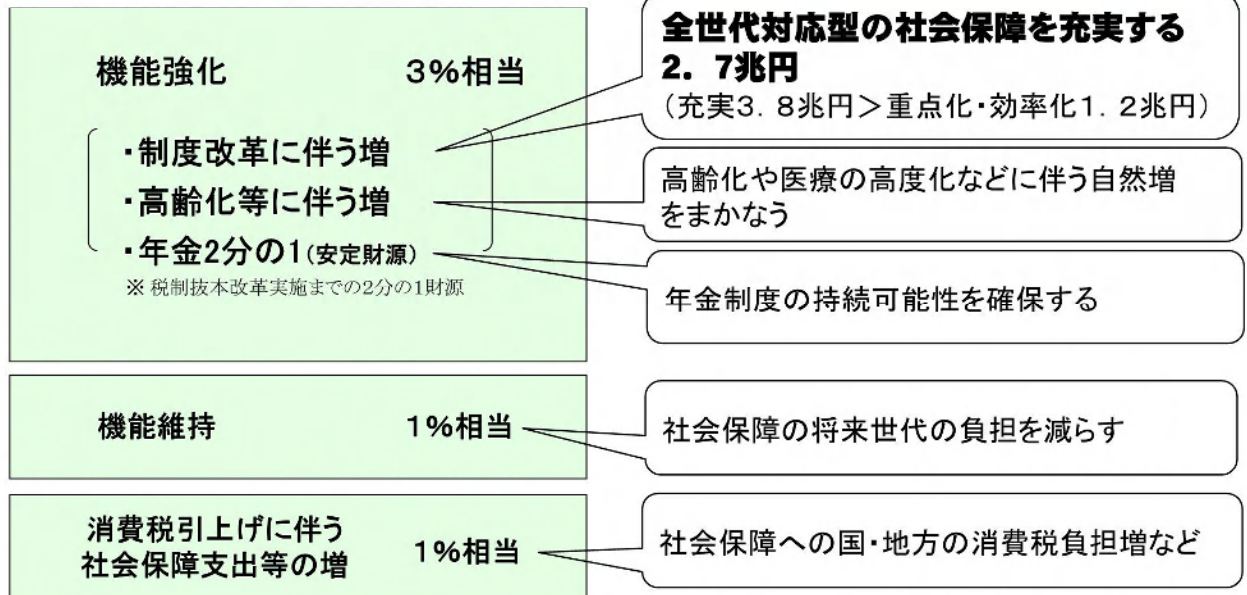 機能強化 3%相当
・制度改革に伴う増
・高齢化等に伴う増
・年金2分の1(安定財源)
※ 税制抜本改革実施までの2分の1財源
全世代対応型の社会保障を充実する
2.7兆円
(充実3.8兆円>重点化・効率化1.2兆円)
高齢化や医療の高度化などに伴う自然増
をまかなう
年金制度の持続可能性を確保する
機能維持 1%相当
社会保障の将来世代の負担を減らす
消費税引上げに伴う
社会保障支出等の増 1%相当
社会保障への国・地方の消費税負担増など